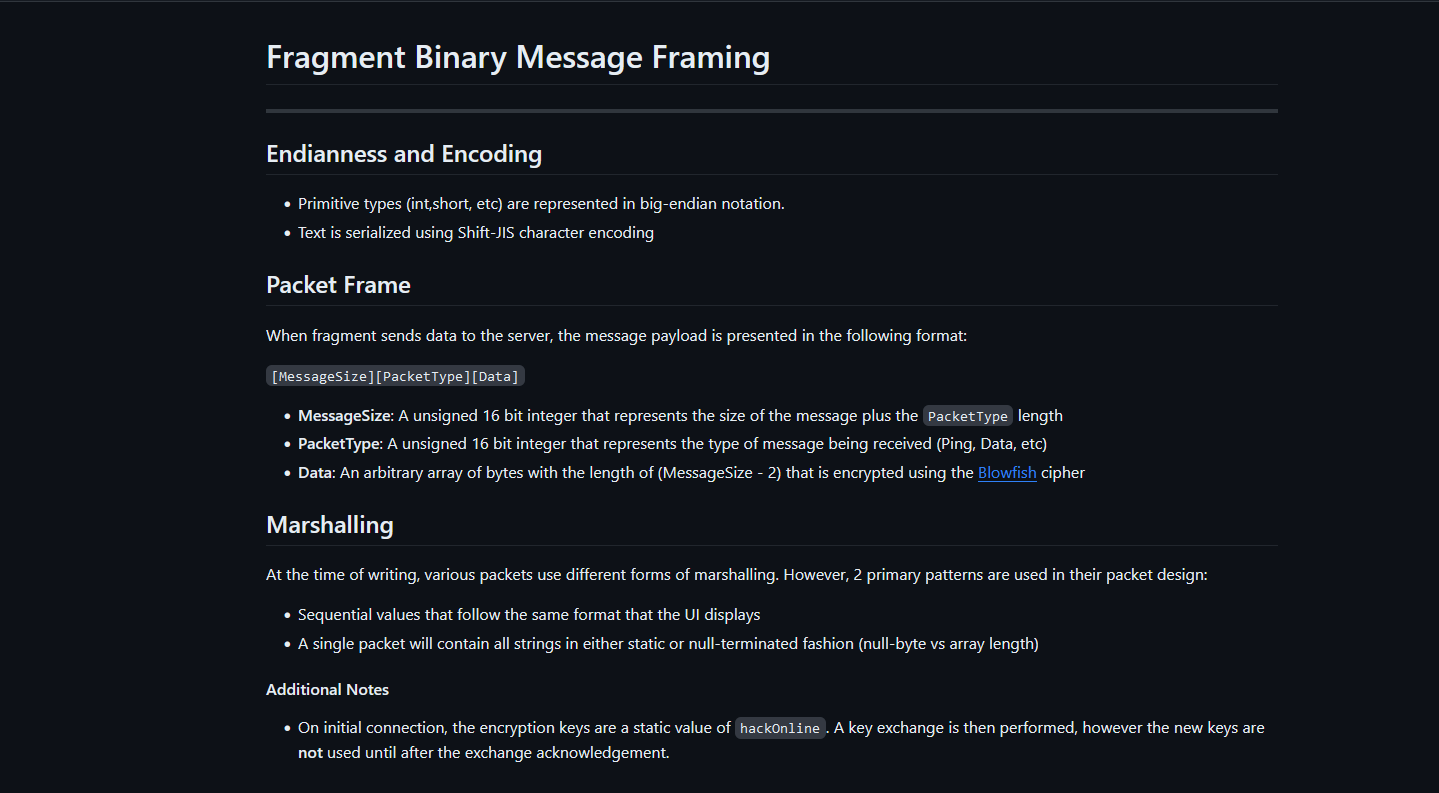 Fragment Binary Message Framing
Endianness and Encoding
• Primitive types (int,short, etc) are represented in big-endian notation.
• Text is serialized using Shift-JIS character encoding
Packet Frame
When fragment sends data to the server, the message payload is presented in the following format:
[MessageSize][PacketType][Data]
• MessageSize: A unsigned 16 bit integer that represents the size of the message plus the PacketType length
• PacketType: A unsigned 16 bit integer that represents the type of message being received (Ping, Data, etc)
• Data: An arbitrary array of bytes with the length of (MessageSize - 2) that is encrypted using the Blowfish cipher
Marshalling
At the time of writing, various packets use different forms of marshalling. However, 2 primary patterns are used in their packet design:
• Sequential values that follow the same format that the UI displays
• A single packet will contain all strings in either static or null-terminated fashion (null-byte vs array length)
Additional Notes
• On initial connection, the encryption keys are a static value of hackOnline. A key exchange is then performed, however the new keys are
not used until after the exchange acknowledgement.